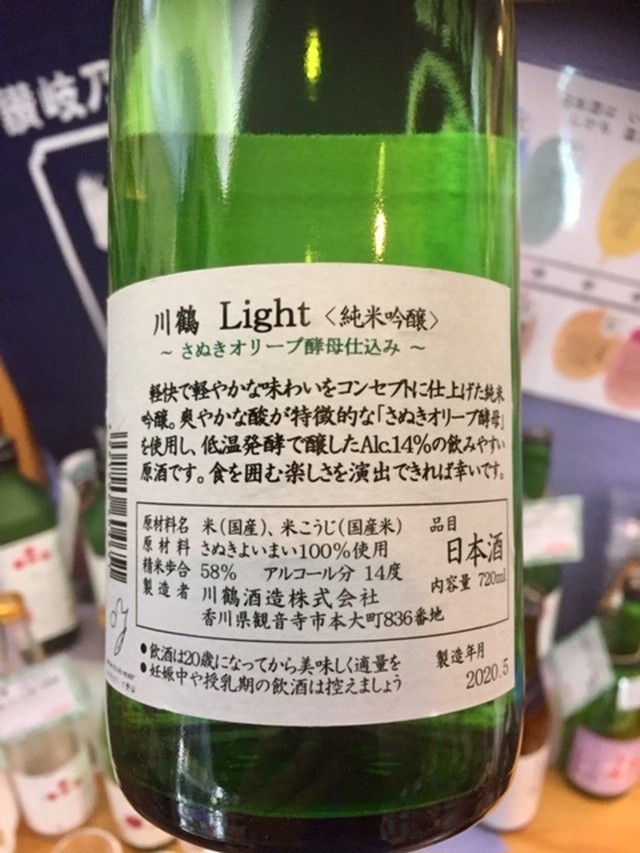 讃岐乃
川鶴 Light〈純米吟醸〉
～ さぬきオリーブ酵母仕込み ～
軽快で軽やかな味わいをコンセプトに仕上げた純米
吟醸。爽やかな酸が特徴的な「さぬきオリーブ酵母」
を使用し、低温発酵で醸したAlc.14%の飲みやすい
原酒です。食を囲む楽しさを演出できれば幸いです。
原材料名 米(国産)、米こうじ(国産米)
原料米 さぬきよいまい100%使用
精米歩合 58% アルコール分 14度
製造者 川鶴酒造株式会社
香川県観音寺市本大町836番地
品目
日本酒
内容量 720ml
●飲酒は20歳になってから美味しく適量を
●妊娠中や授乳期の飲酒は控えましょう
製造年月
2020.5